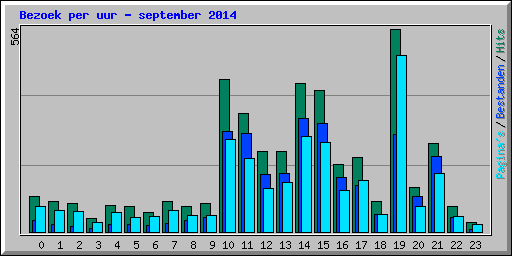 Bezoek per uur - september 2014
564
Pagina's / Bestanden / Hits
0 1 2 3 4 5 6 7 8 9 10 11 12 13 14 15 16 17 18 19 20 21 22 23